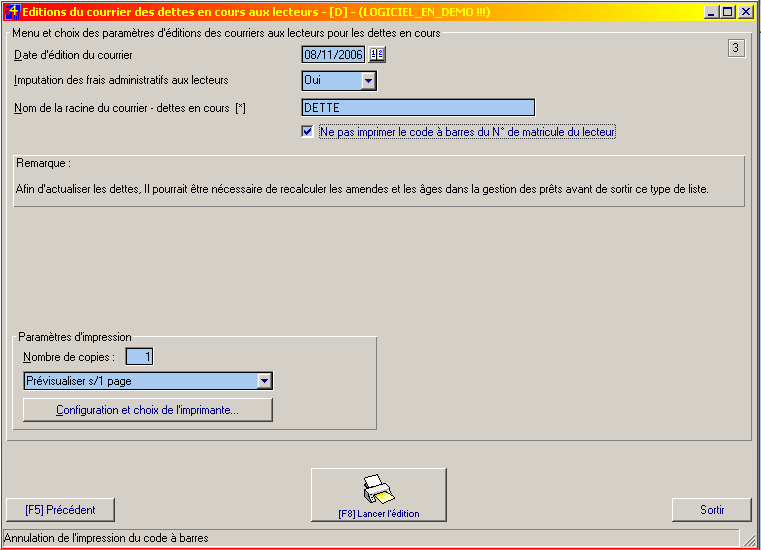 Editions du courrier des dettes en cours aux lecteurs - [D] - (LOGICIEL_EN_DEMO !!!)
Menu et choix des paramètres d'éditions des courriers aux lecteurs pour les dettes en cours
3
Date d'édition du courrier 08/11/2006
Imputation des frais administratifs aux lecteurs Oui
Nom de la racine du courrier - dettes en cours [*] DETTE
Ne pas imprimer le code à barres du N° de matricule du lecteur
Remarque :
Afin d'actualiser les dettes, Il pourrait être nécessaire de recalculer les amendes et les âges dans la gestion des prêts avant de sortir ce type de liste.
Paramètres d'impression
Nombre de copies : 1
Prévisualiser s/1 page
Configuration et choix de l'imprimante...
[F5] Précédent [F8] Lancer l'édition Sortir
Annulation de l'impression du code à barres